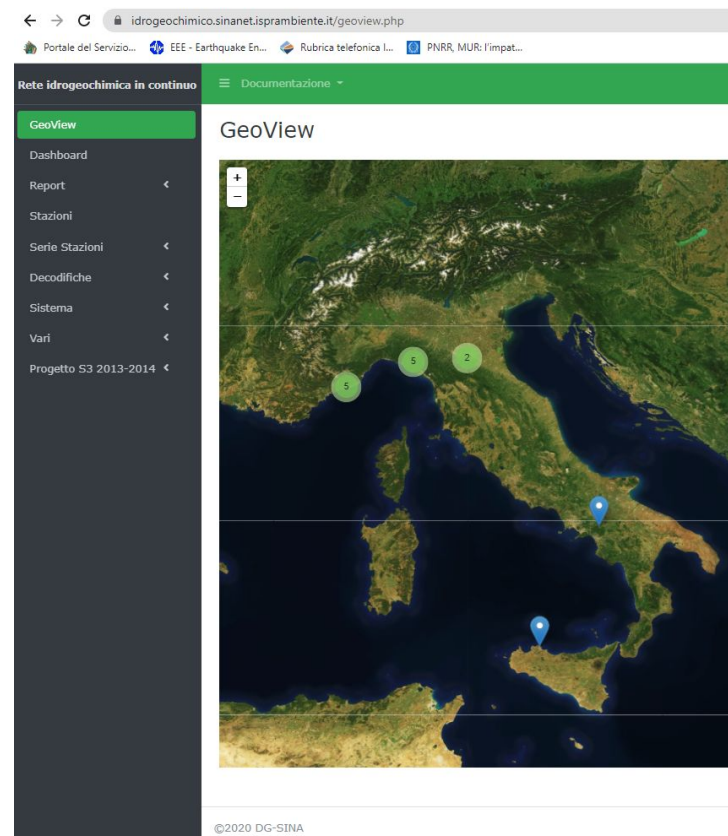 idrogeochimico.sinanet.isprambiente.it/geoview.php
Portale del Servizio... EEE - Earthquake En... Rubrica telefonica I... PNRR, MUR: l'impat...
Rete idrogeochimica in continuo
Documentazione
GeoView
GeoView
Dashboard
Report
Stazioni
Serie Stazioni
Decodifiche
Sistema
Vari
Progetto S3 2013-2014
+
−
5
2
5
©2020 DG-SINA